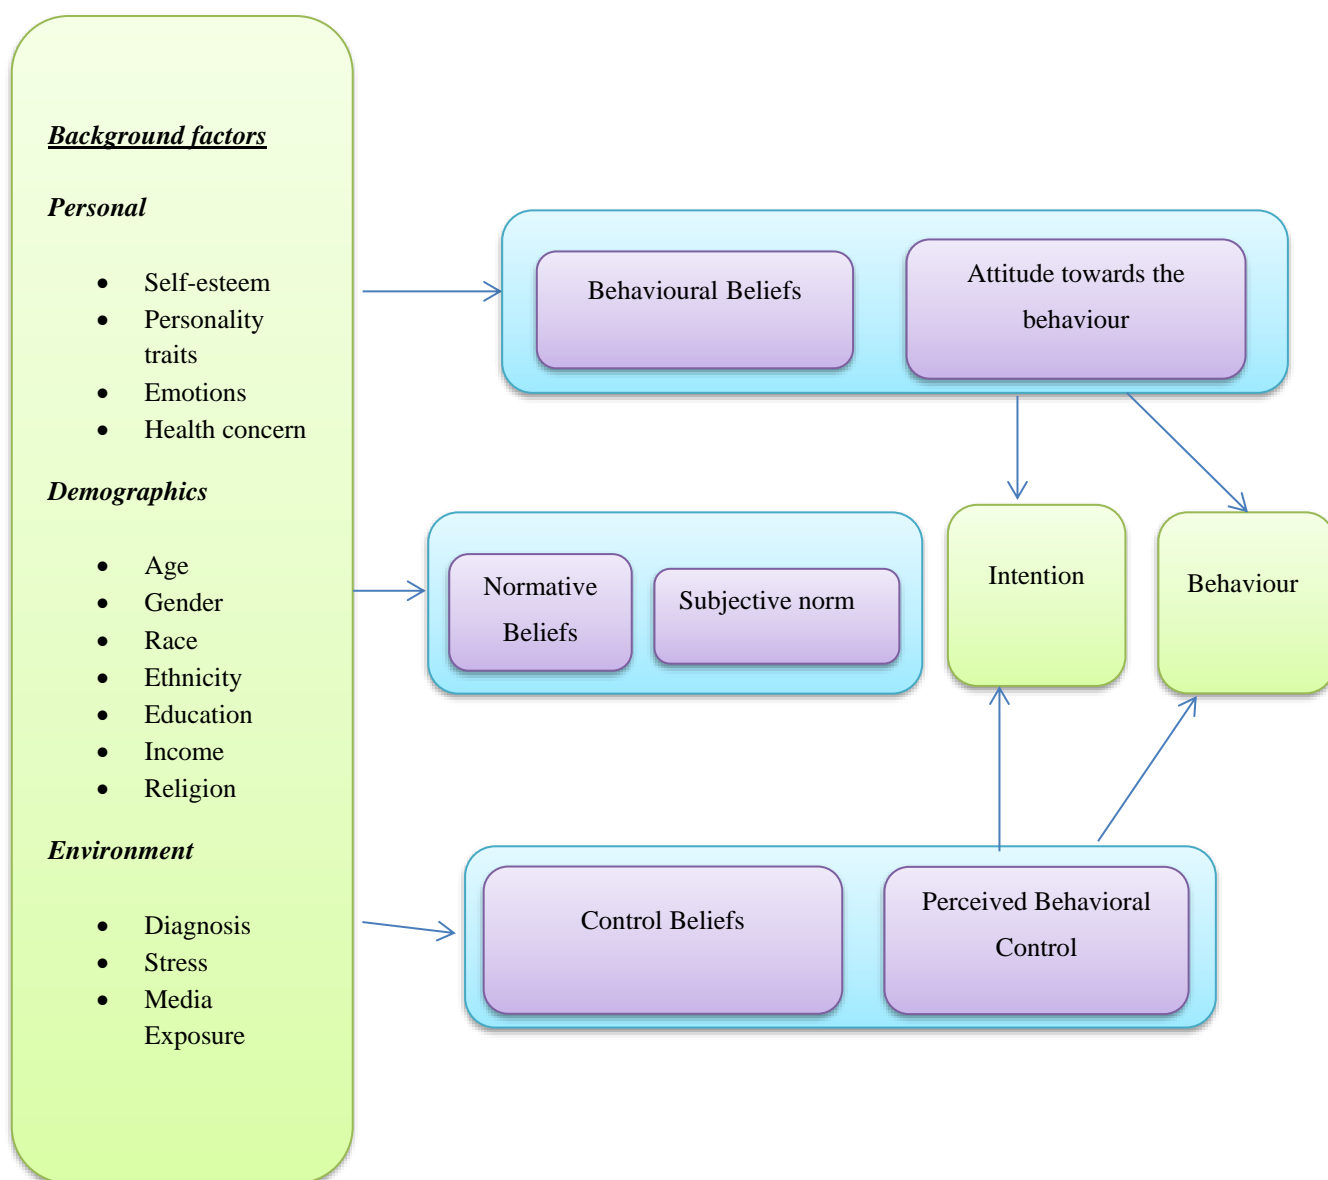 Background factors
Personal
• Self-esteem
• Personality
traits
• Emotions
• Health concern
Demographics
• Age
• Gender
• Race
• Ethnicity
• Education
• Income
• Religion
Environment
• Diagnosis
• Stress
• Media
Exposure
Behavioural Beliefs
Attitude towards the
behaviour
Normative
Beliefs
Subjective norm
Intention
Behaviour
Control Beliefs
Perceived Behavioral
Control